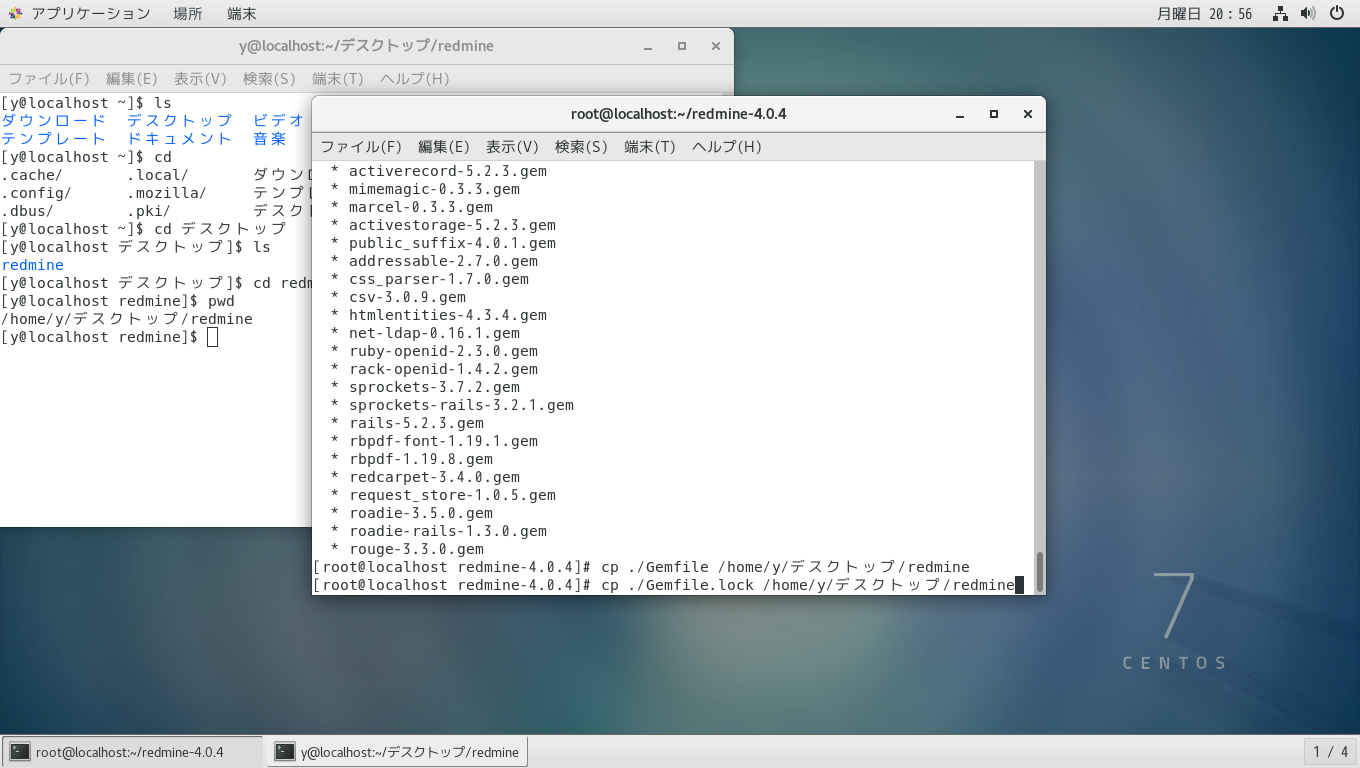 アプリケーション 場所 端末 月曜日 20：56
y@localhost:~/デスクトップ/redmine
ファイル(F) 編集(E) 表示(V) 検索(S) 端末(T) ヘルプ(H)
[y@localhost ~]$ ls
ダウンロード デスクトップ ビデオ
テンプレート ドキュメント 音楽
[y@localhost ~]$ cd
.cache/ .local/ ダウン
.config/ .mozilla/ テンプ
.dbus/ .pki/ デスク
[y@localhost ~]$ cd デスクトップ
[y@localhost デスクトップ]$ ls
redmine
[y@localhost デスクトップ]$ cd redm
[y@localhost redmine]$ pwd
/home/y/デスクトップ/redmine
[y@localhost redmine]$
root@localhost:~/redmine-4.0.4
ファイル(F) 編集(E) 表示(V) 検索(S) 端末(T) ヘルプ(H)
* activerecord-5.2.3.gem
* mimemagic-0.3.3.gem
* marcel-0.3.3.gem
* activestorage-5.2.3.gem
* public_suffix-4.0.1.gem
* addressable-2.7.0.gem
* css_parser-1.7.0.gem
* csv-3.0.9.gem
* htmlentities-4.3.4.gem
* net-ldap-0.16.1.gem
* ruby-openid-2.3.0.gem
* rack-openid-1.4.2.gem
* sprockets-3.7.2.gem
* sprockets-rails-3.2.1.gem
* rails-5.2.3.gem
* rbpdf-font-1.19.1.gem
* rbpdf-1.19.8.gem
* redcarpet-3.4.0.gem
* request_store-1.0.5.gem
* roadie-3.5.0.gem
* roadie-rails-1.3.0.gem
* rouge-3.3.0.gem
[root@localhost redmine-4.0.4]# cp ./Gemfile /home/y/デスクトップ/redmine
[root@localhost redmine-4.0.4]# cp ./Gemfile.lock /home/y/デスクトップ/redmine
7
CENTOS
root@localhost:~/redmine-4.0.4 y@localhost:~/デスクトップ/redmine 1 / 4